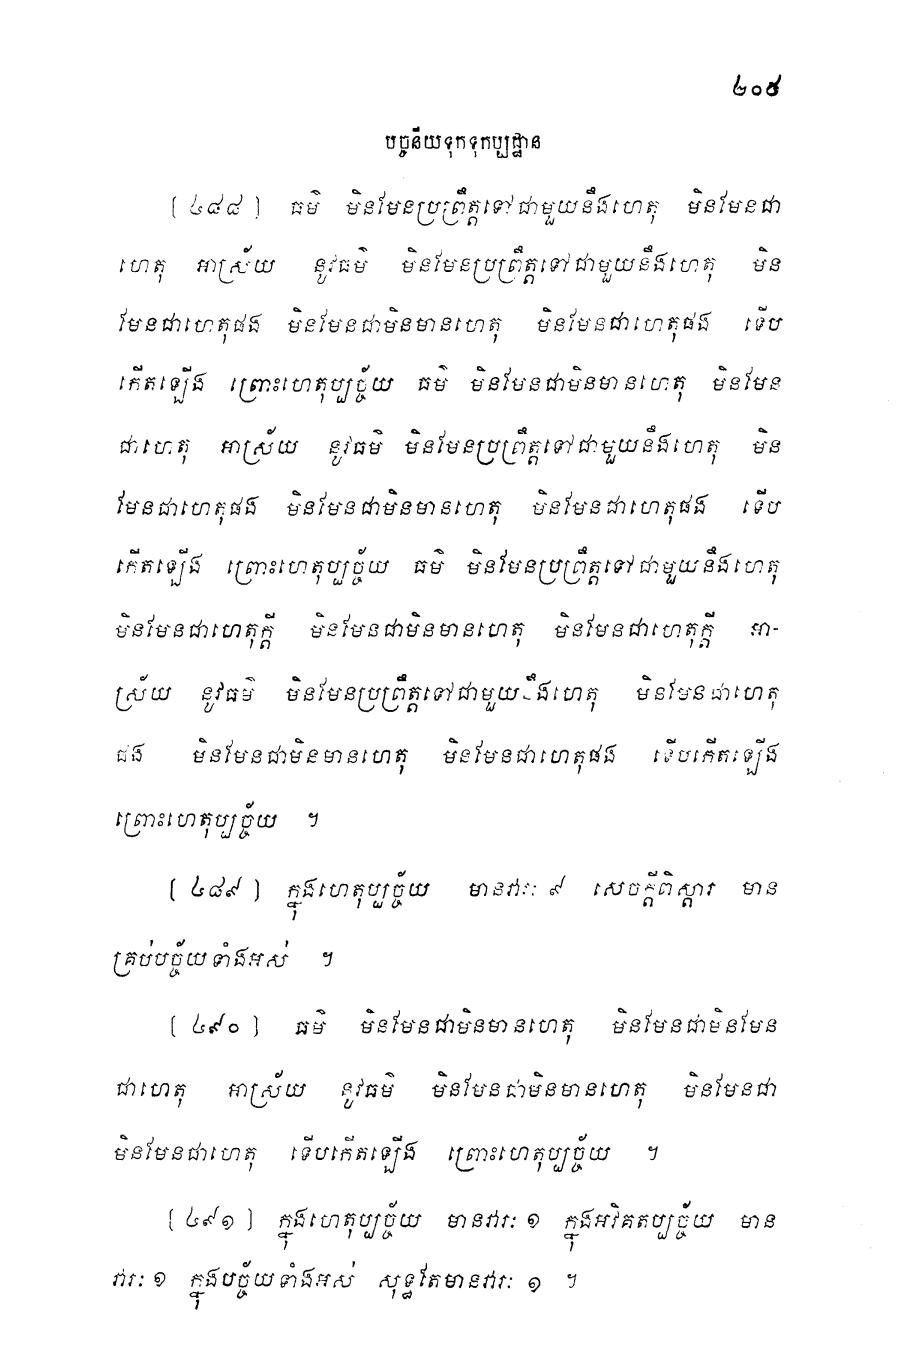 ២០៥
បច្ចនីយទុកទុកប្បដ្ឋាន
[ ៤៨៨ ] ធម៌ មិនមែនប្រព្រឹត្តទៅជាមួយនឹងហេតុ មិនមែនជា
ហេតុ អាស្រ័យ នូវធម៌ មិនមែនប្រព្រឹត្តទៅជាមួយនឹងហេតុ មិន
មែនជាហេតុផង មិនមែនជាមិនមានហេតុ មិនមែនជាហេតុផង ទើប
កើតឡើង ព្រោះហេតុប្បច្ច័យ ធម៌ មិនមែនជាមិនមានហេតុ មិនមែន
ជាហេតុ អាស្រ័យ នូវធម៌ មិនមែនប្រព្រឹត្តទៅជាមួយនឹងហេតុ មិន
មែនជាហេតុផង មិនមែនជាមិនមានហេតុ មិនមែនជាហេតុផង ទើប
កើតឡើង ព្រោះហេតុប្បច្ច័យ ធម៌ មិនមែនប្រព្រឹត្តទៅជាមួយនឹងហេតុ
មិនមែនជាហេតុក្តី មិនមែនជាមិនមានហេតុ មិនមែនជាហេតុក្តី អា-
ស្រ័យ នូវធម៌ មិនមែនប្រព្រឹត្តទៅជាមួយនឹងហេតុ មិនមែនជាហេតុ
ផង មិនមែនជាមិនមានហេតុ មិនមែនជាហេតុផង ទើបកើតឡើង
ព្រោះហេតុប្បច្ច័យ ។
[ ៤៨៩ ] ក្នុងហេតុប្បច្ច័យ មានវារៈ ៩ សេចក្តីពិស្តារ មាន
គ្រប់បច្ច័យទាំងអស់ ។
[ ៤៩០ ] ធម៌ មិនមែនជាមិនមានហេតុ មិនមែនជាមិនមែន
ជាហេតុ អាស្រ័យ នូវធម៌ មិនមែនជាមិនមានហេតុ មិនមែនជា
មិនមែនជាហេតុ ទើបកើតឡើង ព្រោះហេតុប្បច្ច័យ ។
[ ៤៩១ ] ក្នុងហេតុប្បច្ច័យ មានវារៈ ១ ក្នុងអវិគតប្បច្ច័យ មាន
វារៈ ១ ក្នុងបច្ច័យទាំងអស់ សុទ្ធតែមានវារៈ ១ ។